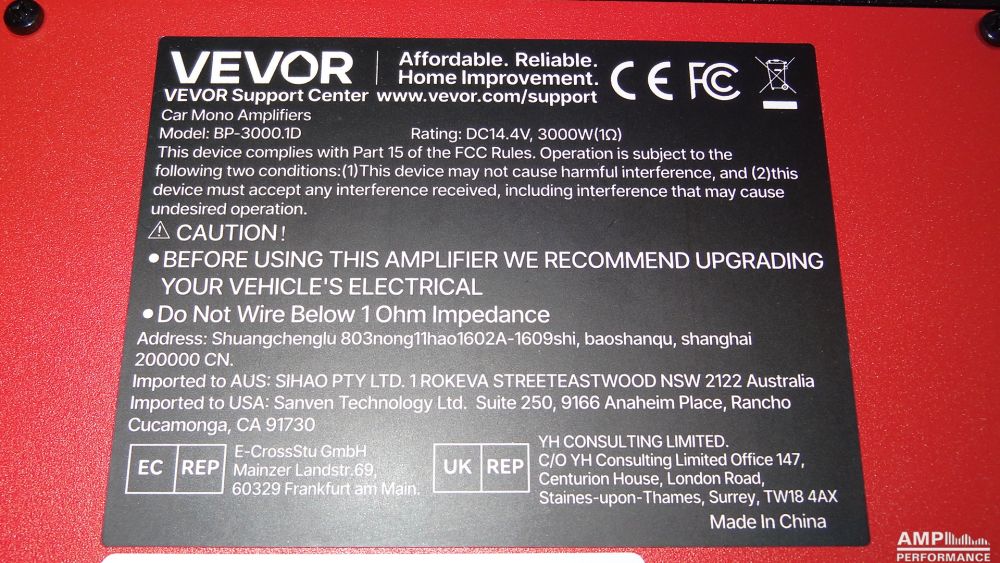 VEVOR
Affordable. Reliable.
Home Improvement.
VEVOR Support Center www.vevor.com/support
CE FC
Car Mono Amplifiers
Model: BP-3000.1D Rating: DC14.4V, 3000W(1Ω)
This device complies with Part 15 of the FCC Rules. Operation is subject to the
following two conditions:(1)This device may not cause harmful interference, and (2)this
device must accept any interference received, including interference that may cause
undesired operation.
⚠ CAUTION!
•BEFORE USING THIS AMPLIFIER WE RECOMMEND UPGRADING
YOUR VEHICLE'S ELECTRICAL
•Do Not Wire Below 1 Ohm Impedance
Address: Shuangchenglu 803nong11hao1602A-1609shi, baoshanqu, shanghai
200000 CN.
Imported to AUS: SIHAO PTY LTD. 1 ROKEVA STREETEASTWOOD NSW 2122 Australia
Imported to USA: Sanven Technology Ltd. Suite 250, 9166 Anaheim Place, Rancho
Cucamonga, CA 91730
EC REP
E-CrossStu GmbH
Mainzer Landstr.69,
60329 Frankfurt am Main.
UK REP
YH CONSULTING LIMITED.
C/O YH Consulting Limited Office 147,
Centurion House, London Road,
Staines-upon-Thames, Surrey, TW18 4AX
Made In China
AMP
PERFORMANCE